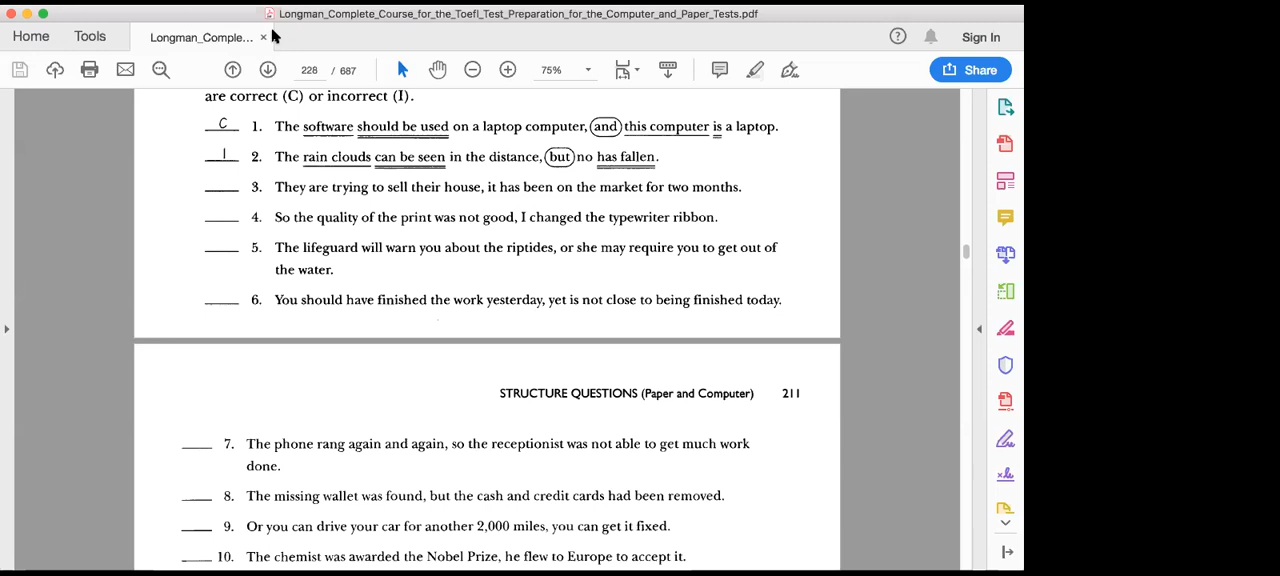 Longman_Complete_Course_for_the_Toefl_Test_Preparation_for_the_Computer_and_Paper_Tests.pdf
Home Tools Longman_Comple... × Sign In
228 / 687 75% Share
are correct (C) or incorrect (I).
C 1. The software should be used on a laptop computer, and this computer is a laptop.
I 2. The rain clouds can be seen in the distance, but no has fallen.
3. They are trying to sell their house, it has been on the market for two months.
4. So the quality of the print was not good, I changed the typewriter ribbon.
5. The lifeguard will warn you about the riptides, or she may require you to get out of
the water.
6. You should have finished the work yesterday, yet is not close to being finished today.
STRUCTURE QUESTIONS (Paper and Computer) 211
7. The phone rang again and again, so the receptionist was not able to get much work
done.
8. The missing wallet was found, but the cash and credit cards had been removed.
9. Or you can drive your car for another 2,000 miles, you can get it fixed.
10. The chemist was awarded the Nobel Prize, he flew to Europe to accept it.